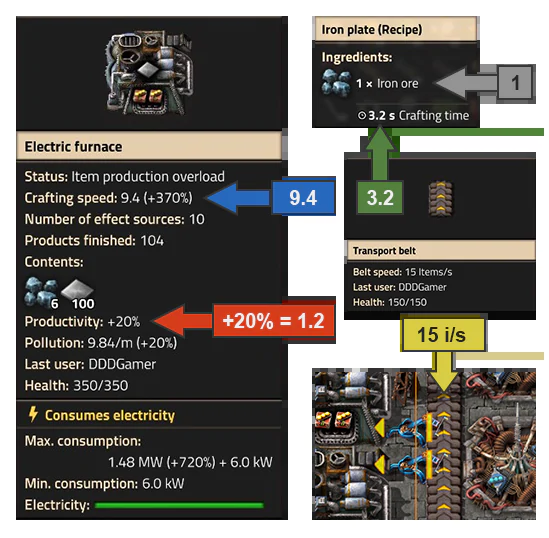 Electric furnace
Status: Item production overload
Crafting speed: 9.4 (+370%)
9.4
Number of effect sources: 10
Products finished: 104
Contents:
6
100
Productivity: +20%
+20% = 1.2
Pollution: 9.84/m (+20%)
Last user: DDDGamer
Health: 350/350
Consumes electricity
Max. consumption:
1.48 MW (+720%) + 6.0 kW
Min. consumption: 6.0 kW
Electricity:
Iron plate (Recipe)
Ingredients:
1 × Iron ore
1
3.2 s Crafting time
3.2
Transport belt
Belt speed: 15 Items/s
Last user: DDDGamer
Health: 150/150
15 i/s